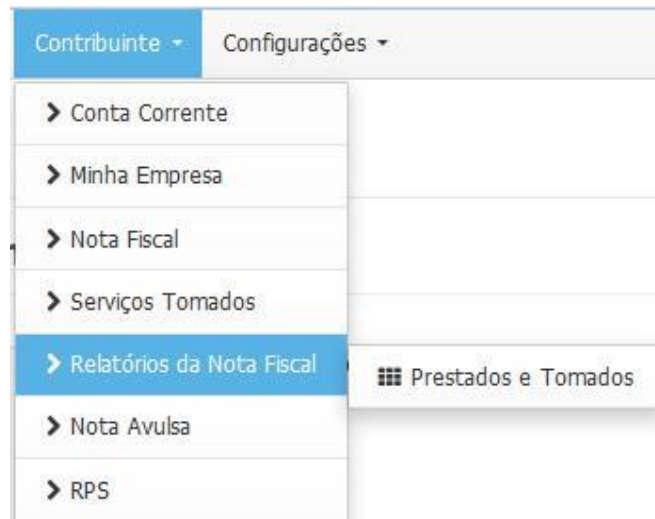 Contribuinte Configurações
Conta Corrente
Minha Empresa
Nota Fiscal
Serviços Tomados
Relatórios da Nota Fiscal
Prestados e Tomados
Nota Avulsa
RPS